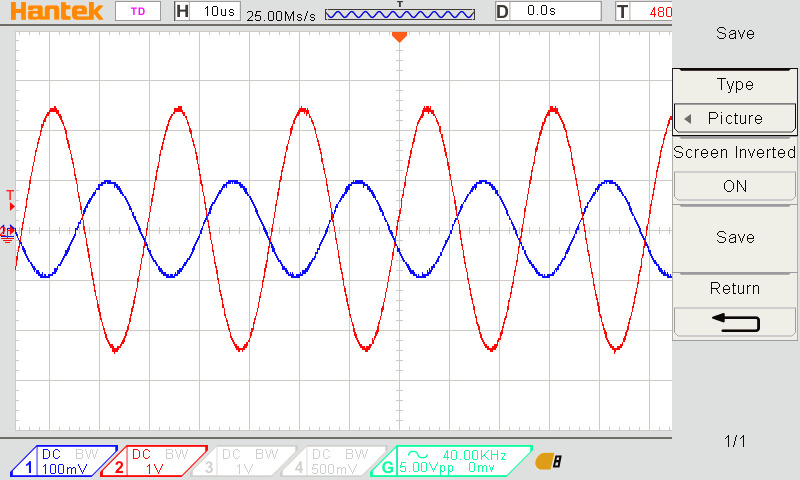 Hantek TD H 10us 25.00Ms/s T D 0.0s T 480
Save
Type
Picture
Screen Inverted
ON
Save
Return
1/1
T
1 DC BW 100mV
2 DC BW 1V
3 DC BW 1V
4 DC BW 500mV
G 40.00KHz
5.00Vpp 0mv